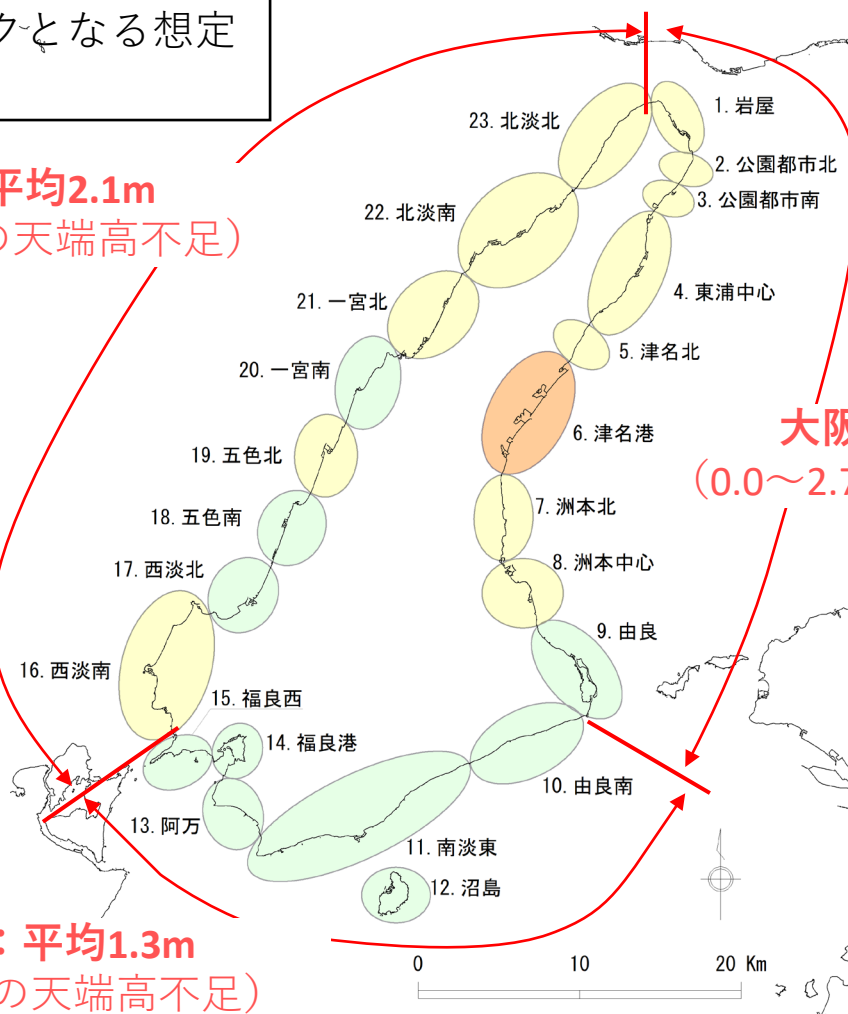 クとなる想定
平均2.1m
の天端高不足）
23. 北淡北
1. 岩屋
2. 公園都市北
3. 公園都市南
22. 北淡南
4. 東浦中心
21. 一宮北
5. 津名北
20. 一宮南
6. 津名港
大阪
（0.0～2.7
19. 五色北
7. 洲本北
18. 五色南
8. 洲本中心
17. 西淡北
9. 由良
16. 西淡南
15. 福良西
14. 福良港
10. 由良南
13. 阿万
11. 南淡東
12. 沼島
：平均1.3m
の天端高不足）
0 10 20 Km